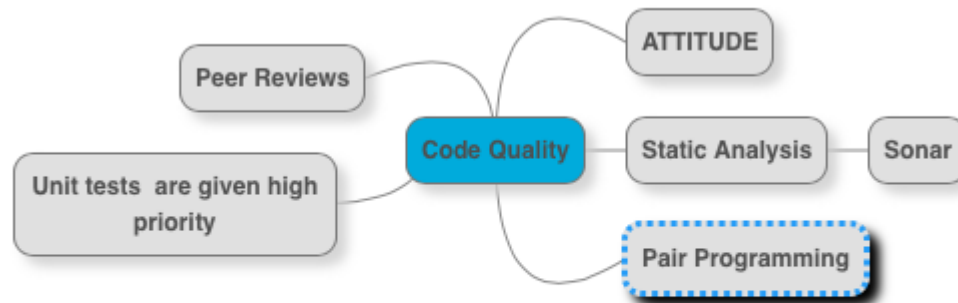 ATTITUDE
Peer Reviews
Code Quality
Static Analysis
Sonar
Unit tests are given high
priority
Pair Programming